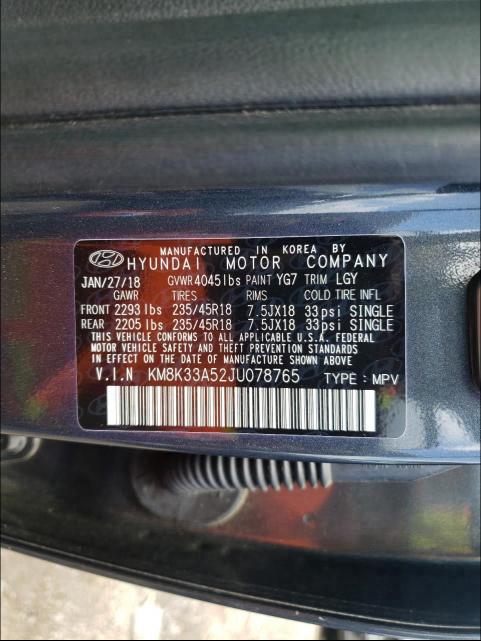 MANUFACTURED IN KOREA BY
HYUNDAI MOTOR COMPANY
JAN/27/18 GVWR 4045lbs PAINT YG7 TRIM LGY
GAWR TIRES RIMS COLD TIRE INFL
FRONT 2293 lbs 235/45R18 7.5JX18 33psi SINGLE
REAR 2205 lbs 235/45R18 7.5JX18 33psi SINGLE
THIS VEHICLE CONFORMS TO ALL APPLICABLE U.S.A. FEDERAL
MOTOR VEHICLE SAFETY AND THEFT PREVENTION STANDARDS
IN EFFECT ON THE DATE OF MANUFACTURE SHOWN ABOVE
V.I.N KM8K33A52JU078765 TYPE : MPV